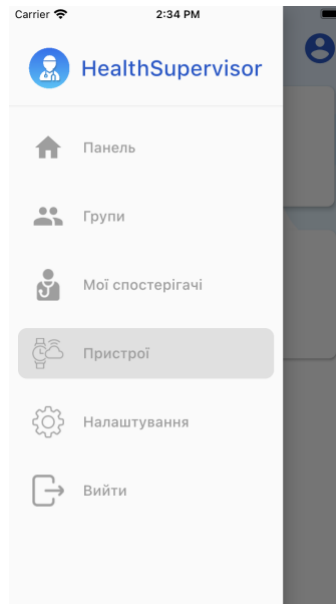 Carrier 2:34 PM
HealthSupervisor
Панель
Групи
Мої спостерігачі
Пристрої
Налаштування
Вийти